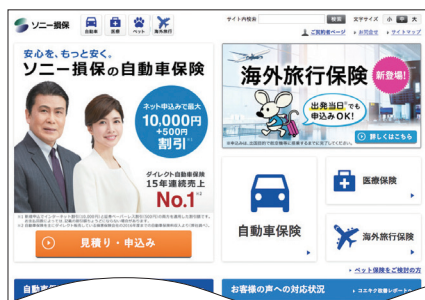 ソニー損保
自動車
医療
ペット
海外旅行
サイト内検索
検索
文字サイズ 小 中 大
ご契約者ページ
お問合せ
サイトマップ
安心を、もっと安く。
ソニー損保の自動車保険
ネット申込みで最大
10,000円
+500円
割引※1
ダイレクト自動車保険
15年連続売上
No.1※2
見積り・申込み
海外旅行保険
新登場!
出発当日※でも
申込みOK!
詳しくはこちら
自動車保険
医療保険
海外旅行保険
ペット保険をご検討の方
お客様の声への対応状況